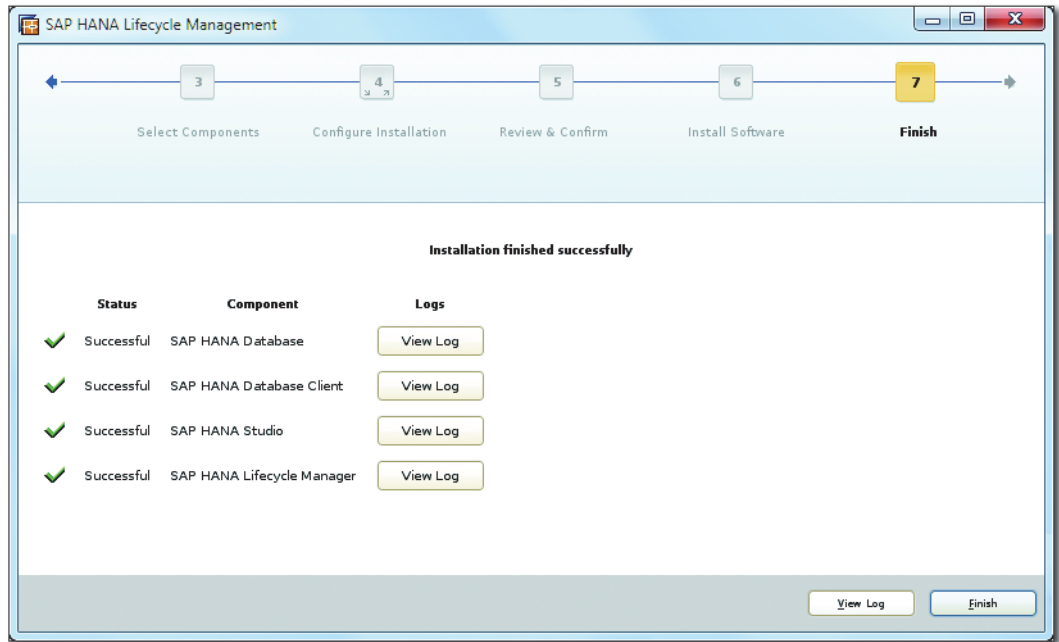 SAP HANA Lifecycle Management
3 4 5 6 7
Select Components Configure Installation Review & Confirm Install Software Finish
Installation finished successfully
Status Component Logs
Successful SAP HANA Database View Log
Successful SAP HANA Database Client View Log
Successful SAP HANA Studio View Log
Successful SAP HANA Lifecycle Manager View Log
View Log Finish